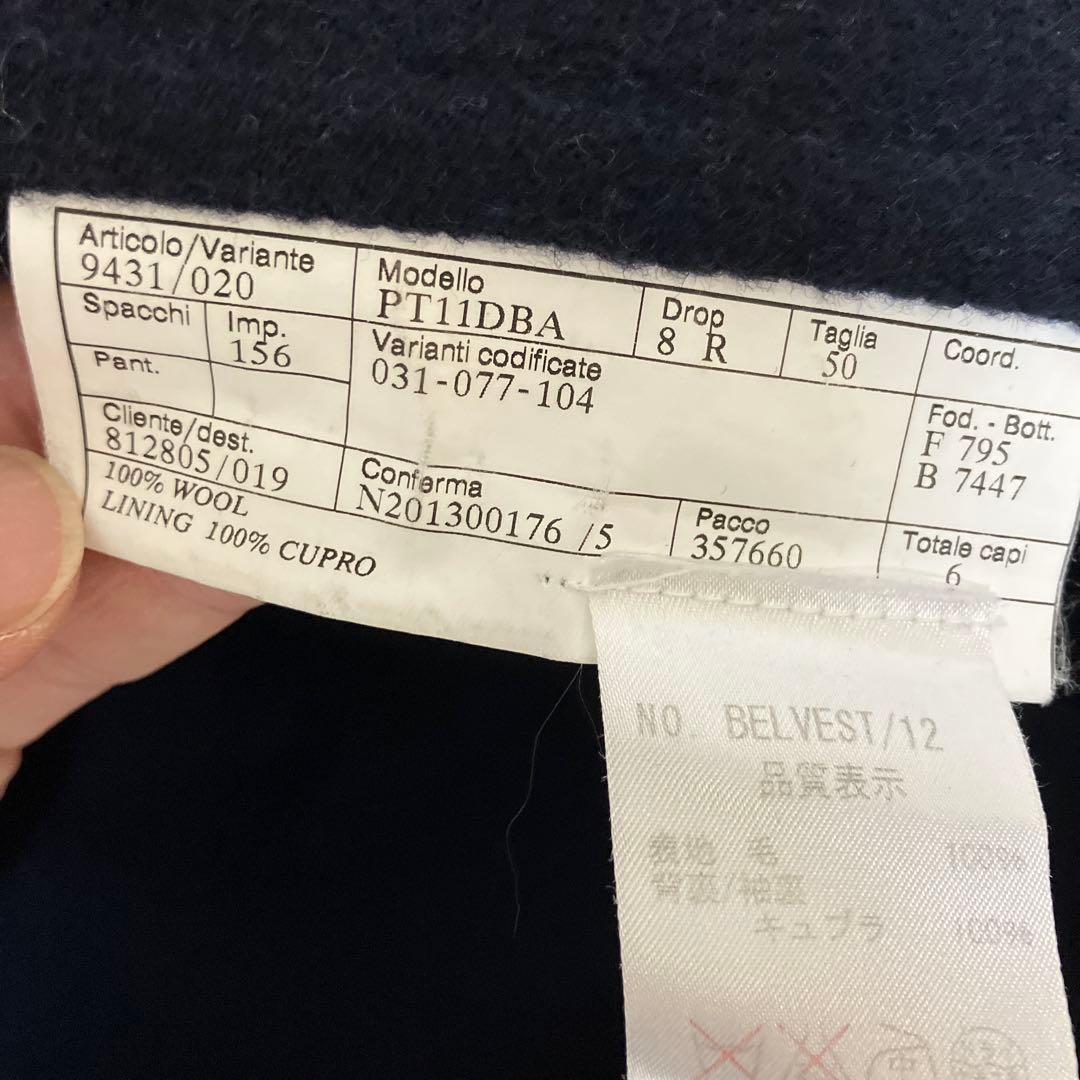 Articolo/Variante
9431/020
Modello
PT11DBA
Drop
8 R
Taglia
50
Coord.
Spacchi
Imp.
156
Varianti codificate
031-077-104
Fod. - Bott.
F 795
B 7447
Pant.
Cliente/dest.
812805/019
Conferma
N201300176 /5
Pacco
357660
Totale capi
6
100% WOOL
LINING 100% CUPRO
NO. BELVEST/12
品質表示
表地 毛 100%
背裏/袖裏
キュプラ 100%